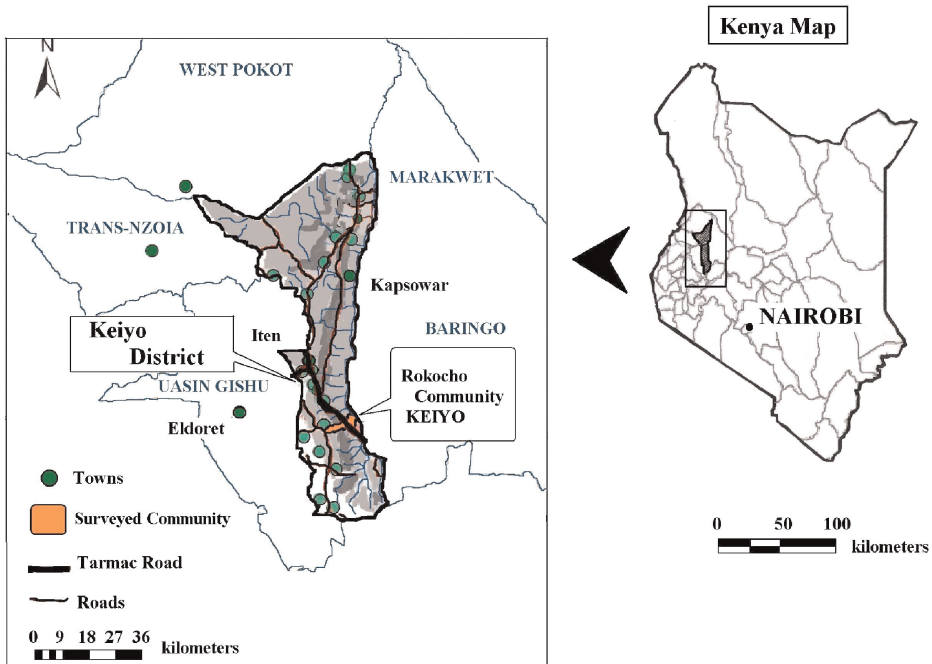 Kenya Map
N
WEST POKOT
MARAKWET
TRANS-NZOIA
Kapsowar
NAIROBI
Keiyo
District
Iten
BARINGO
UASIN GISHU
Rokocho
Community
KEIYO
Eldoret
Towns
Surveyed Community
Tarmac Road
Roads
0 9 18 27 36
kilometers
0 50 100
kilometers